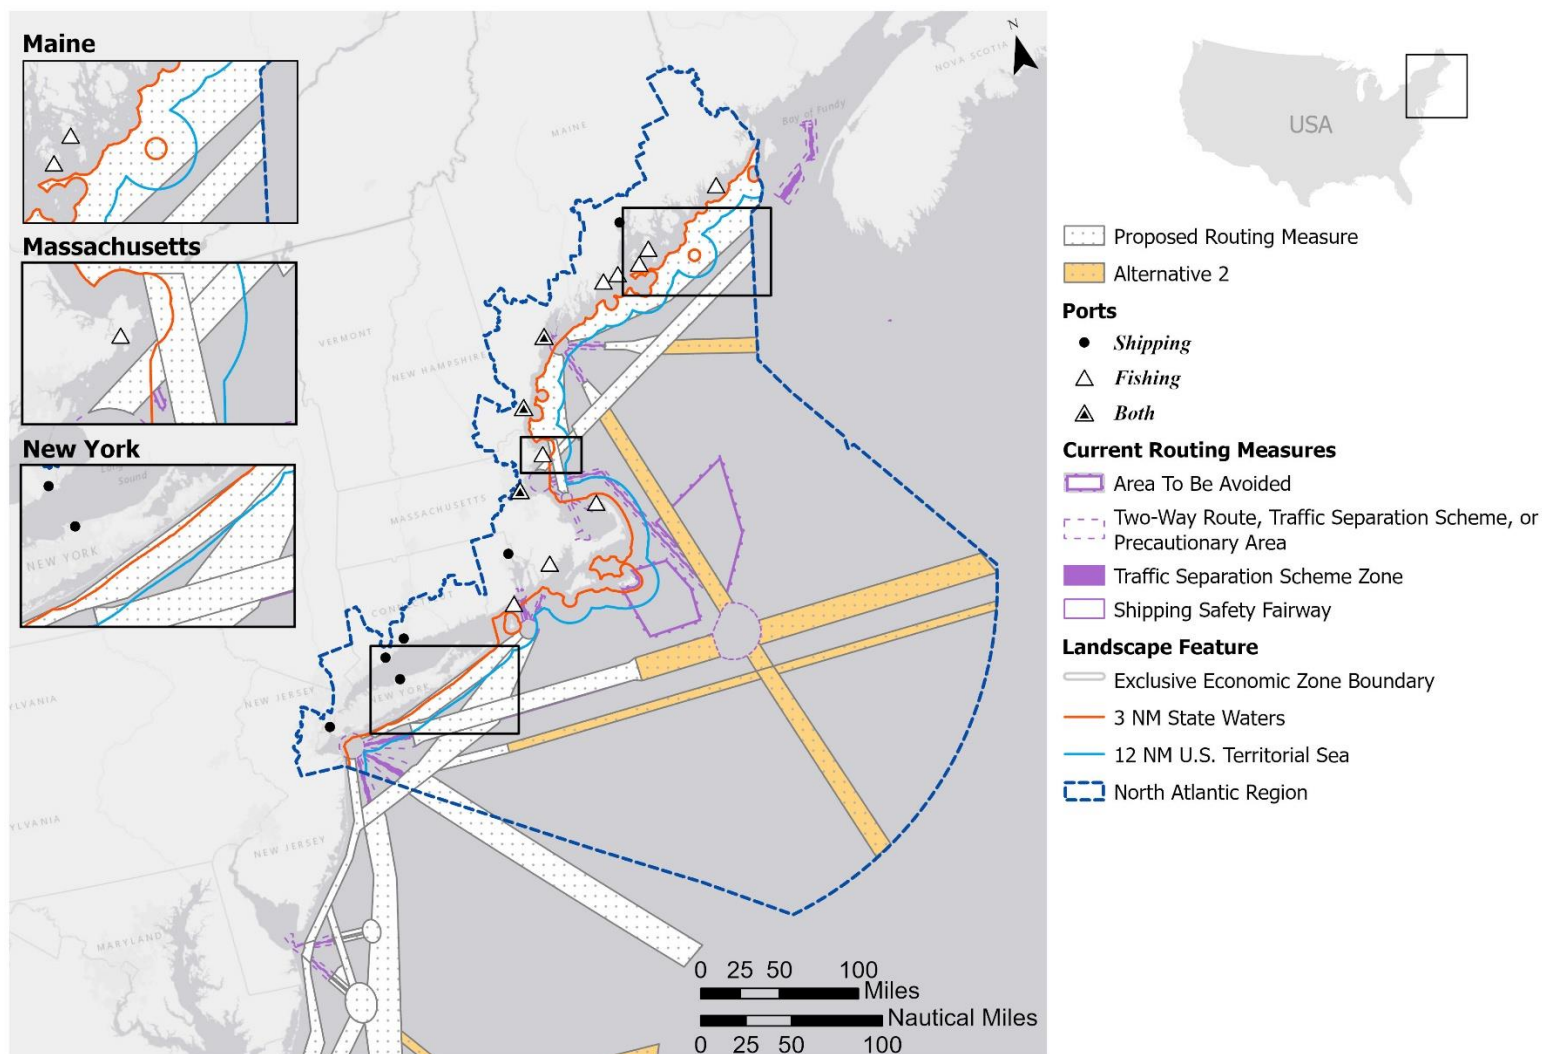 Maine
Massachusetts
New York
Sound
NEW YORK
N
NOVA SCOTIA
Bay of Fundy
MAINE
VERMONT
NEW HAMPSHIRE
MASSACHUSETTS
CONNECTICUT
NEW YORK
NEW JERSEY
YLVANIA
YLVANIA
NEW JERSEY
MARYLAND
0 25 50 100
Miles
Nautical Miles
0 25 50 100
USA
Proposed Routing Measure
Alternative 2
Ports
Shipping
Fishing
Both
Current Routing Measures
Area To Be Avoided
Two-Way Route, Traffic Separation Scheme, or
Precautionary Area
Traffic Separation Scheme Zone
Shipping Safety Fairway
Landscape Feature
Exclusive Economic Zone Boundary
3 NM State Waters
12 NM U.S. Territorial Sea
North Atlantic Region